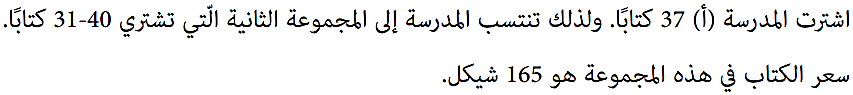 اشترت المدرسة (أ) 37 كتابًا. ولذلك تنتسب المدرسة إلى المجموعة الثانية الّتي تشتري 40-31 كتابًا.
سعر الكتاب في هذه المجموعة هو 165 شيكل.